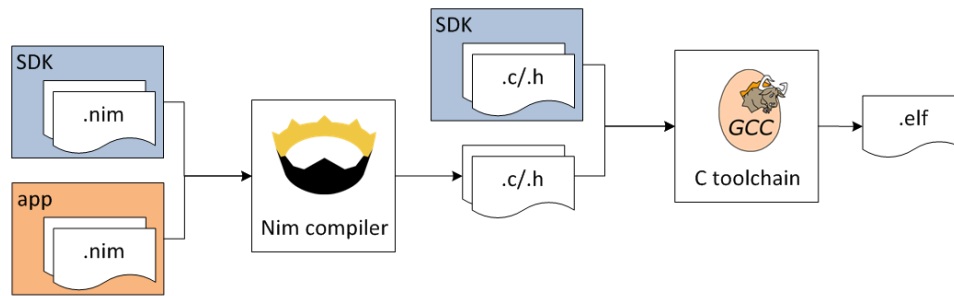 SDK
.nim
app
.nim
Nim compiler
SDK
.c/.h
.c/.h
GCC
C toolchain
.elf